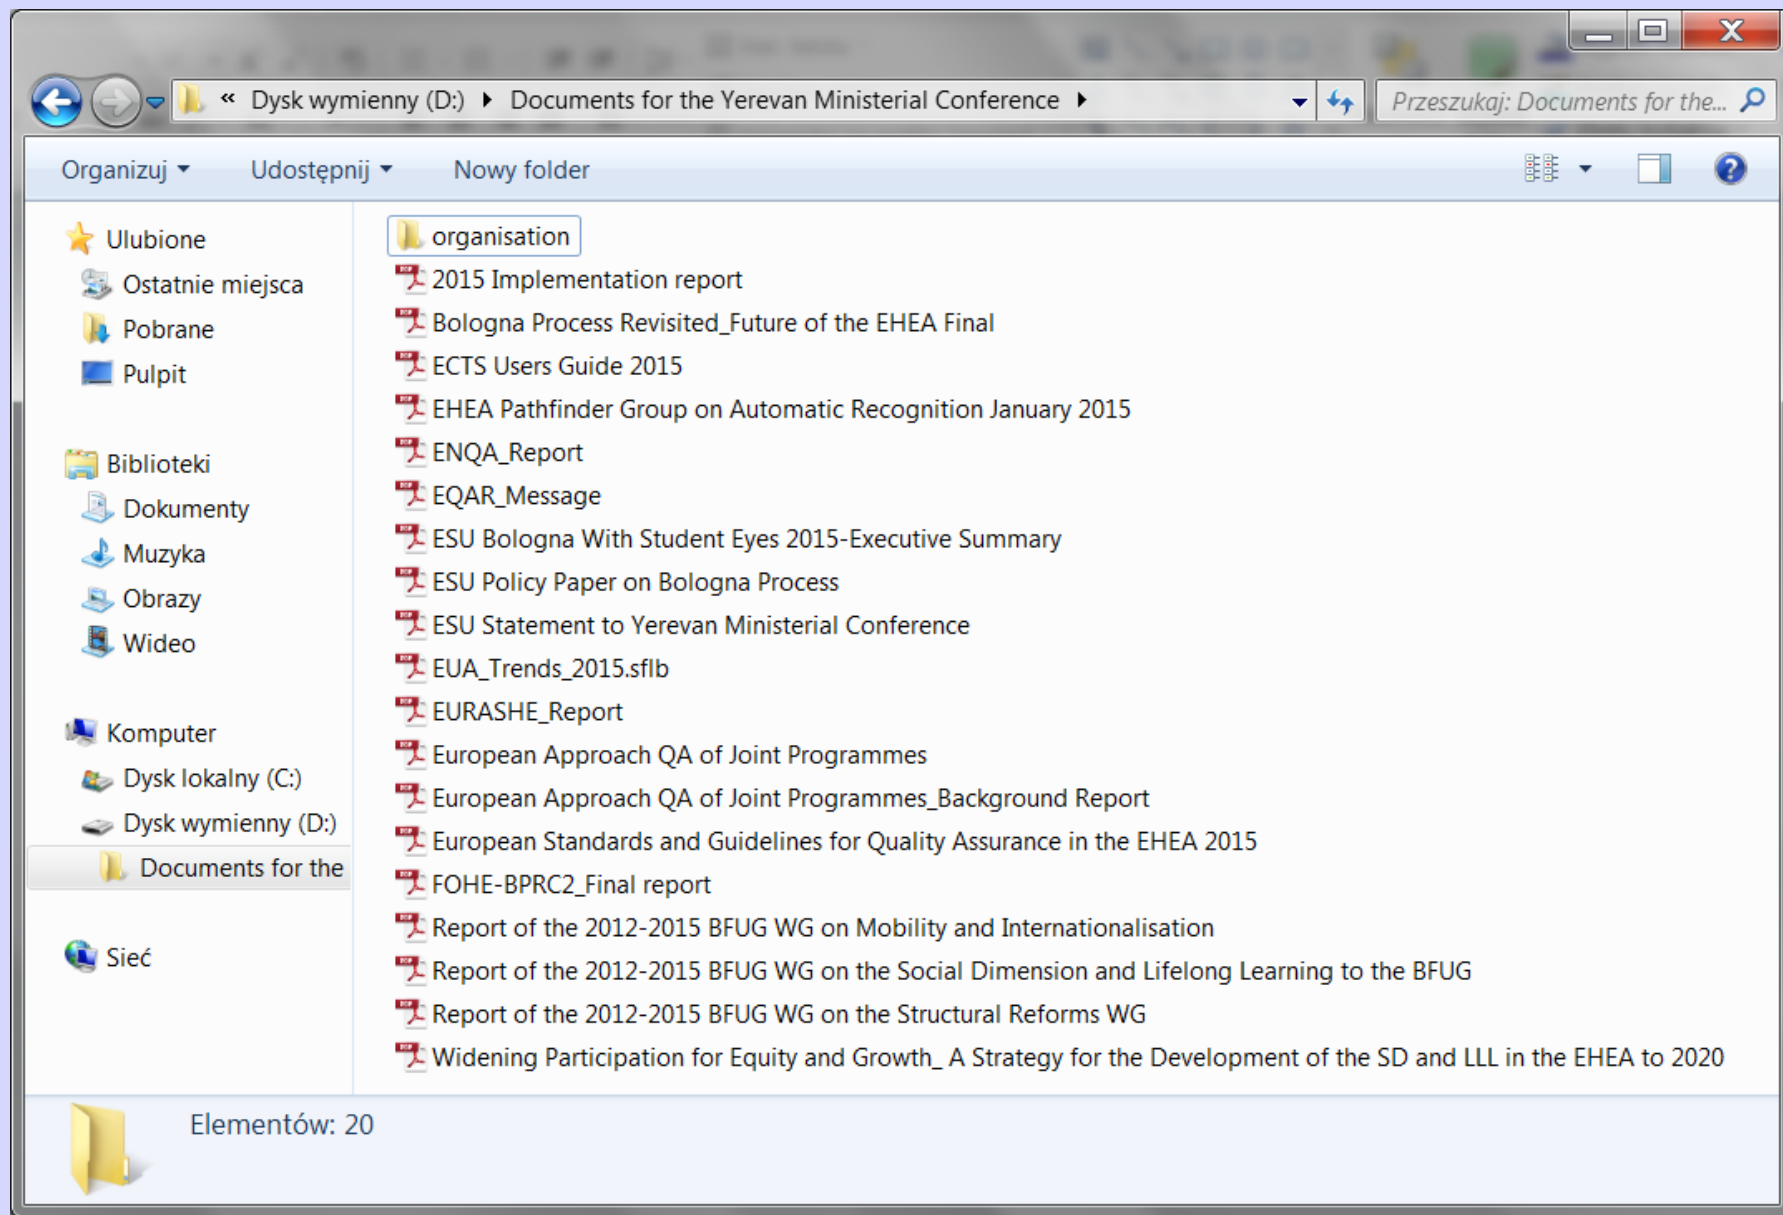 « Dysk wymienny (D:) Documents for the Yerevan Ministerial Conference
Przeszukaj: Documents for the...
Organizuj Udostępnij Nowy folder
Ulubione
Ostatnie miejsca
Pobrane
Pulpit
Biblioteki
Dokumenty
Muzyka
Obrazy
Wideo
Komputer
Dysk lokalny (C:)
Dysk wymienny (D:)
Documents for the
Sieć
organisation
2015 Implementation report
Bologna Process Revisited_Future of the EHEA Final
ECTS Users Guide 2015
EHEA Pathfinder Group on Automatic Recognition January 2015
ENQA_Report
EQAR_Message
ESU Bologna With Student Eyes 2015-Executive Summary
ESU Policy Paper on Bologna Process
ESU Statement to Yerevan Ministerial Conference
EUA_Trends_2015.sflb
EURASHE_Report
European Approach QA of Joint Programmes
European Approach QA of Joint Programmes_Background Report
European Standards and Guidelines for Quality Assurance in the EHEA 2015
FOHE-BPRC2_Final report
Report of the 2012-2015 BFUG WG on Mobility and Internationalisation
Report of the 2012-2015 BFUG WG on the Social Dimension and Lifelong Learning to the BFUG
Report of the 2012-2015 BFUG WG on the Structural Reforms WG
Widening Participation for Equity and Growth_ A Strategy for the Development of the SD and LLL in the EHEA to 2020
Elementów: 20